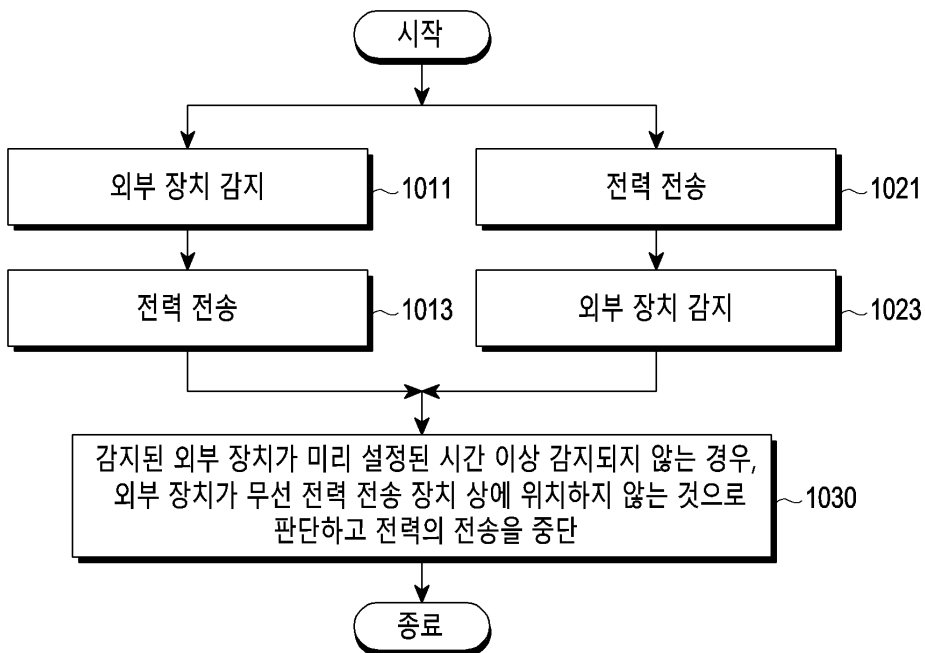 시작
외부 장치 감지
1011
전력 전송
1021
전력 전송
1013
외부 장치 감지
1023
감지된 외부 장치가 미리 설정된 시간 이상 감지되지 않는 경우,
외부 장치가 무선 전력 전송 장치 상에 위치하지 않는 것으로
판단하고 전력의 전송을 중단
1030
종료